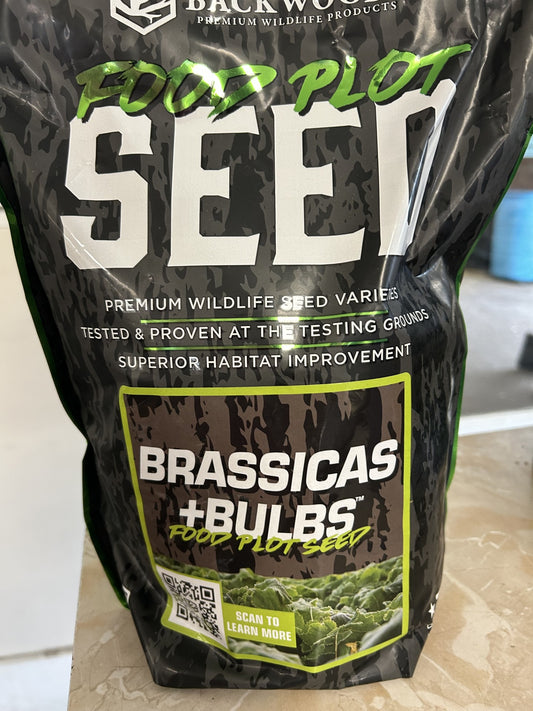 PREMIUM WILDLIFE PRODUCTS
FOOD PLOT
SEED
PREMIUM WILDLIFE SEED VARIETIES
TESTED & PROVEN AT THE TESTING GROUNDS
SUPERIOR HABITAT IMPROVEMENT
BRASSICAS
+BULBS™
FOOD PLOT SEED
SCAN TO
LEARN MORE